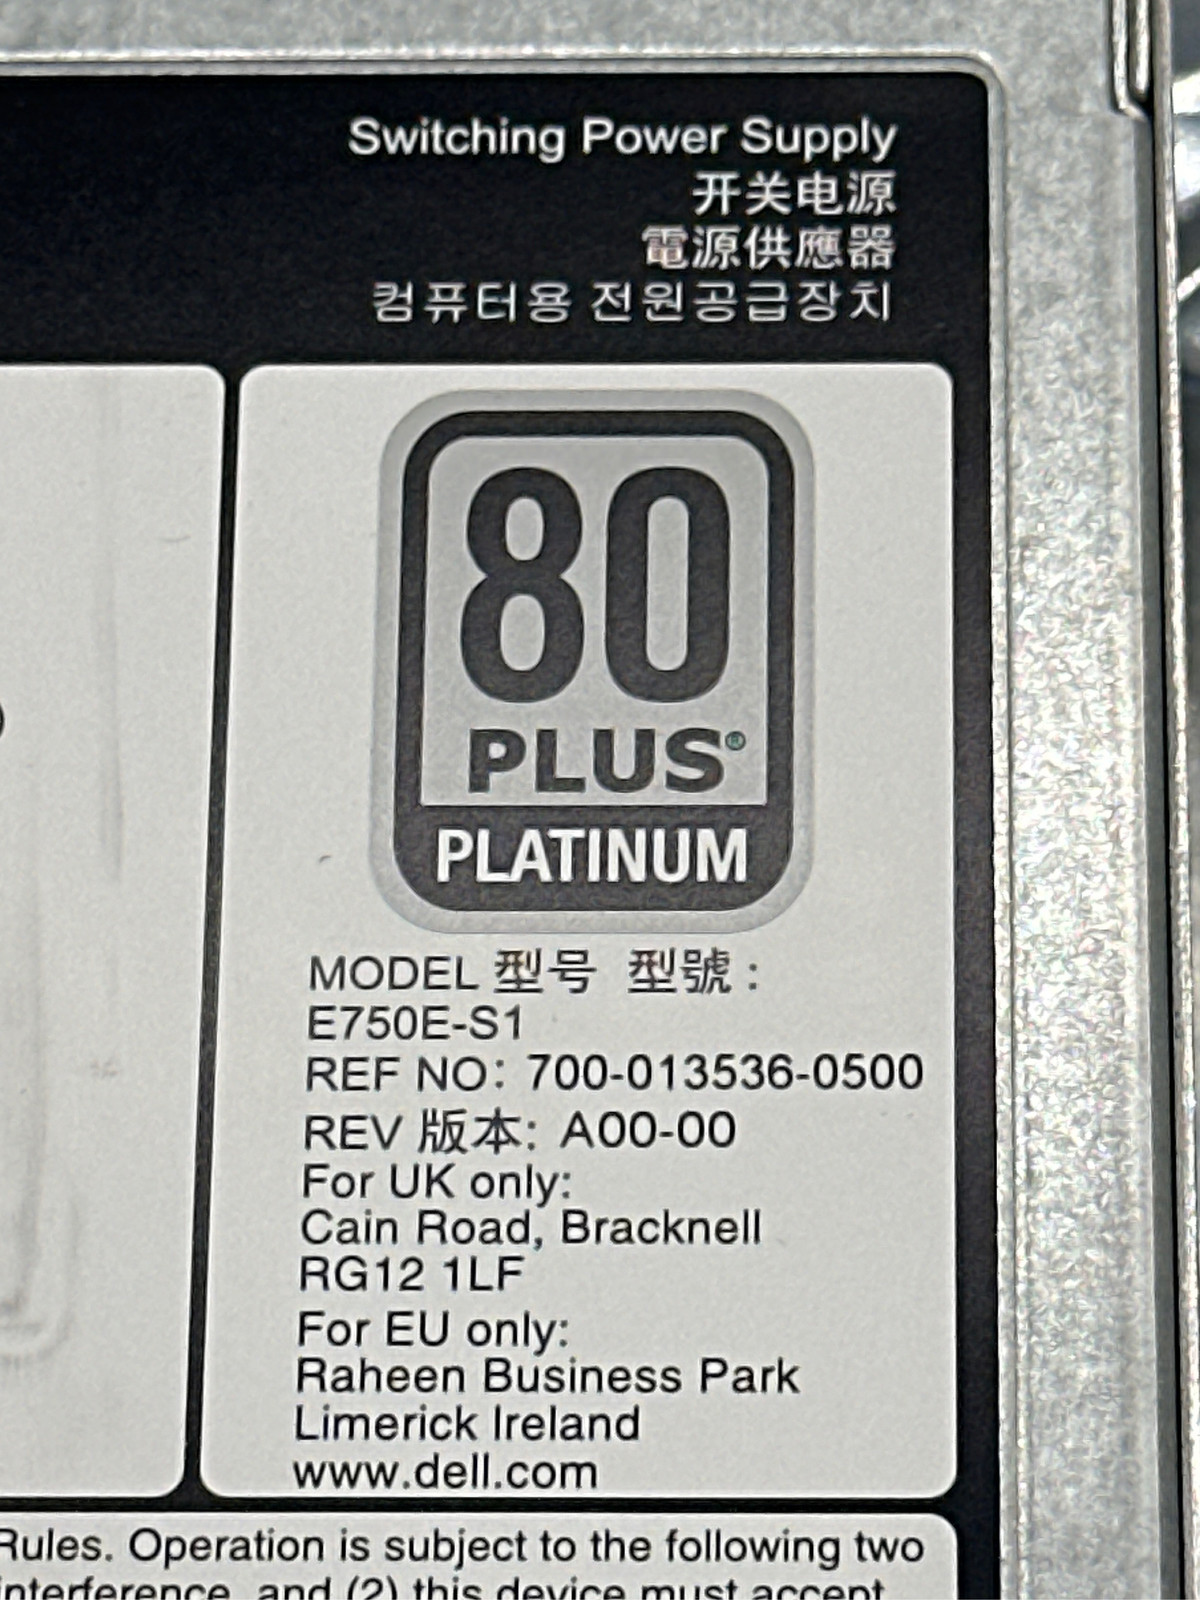 Switching Power Supply
开关电源
電源供應器
컴퓨터용 전원공급장치
80
PLUS®
PLATINUM
MODEL 型号 型號 :
E750E-S1
REF NO: 700-013536-0500
REV 版本: A00-00
For UK only:
Cain Road, Bracknell
RG12 1LF
For EU only:
Raheen Business Park
Limerick Ireland
www.dell.com
Rules. Operation is subject to the following two
interference, and (2) this device must accept